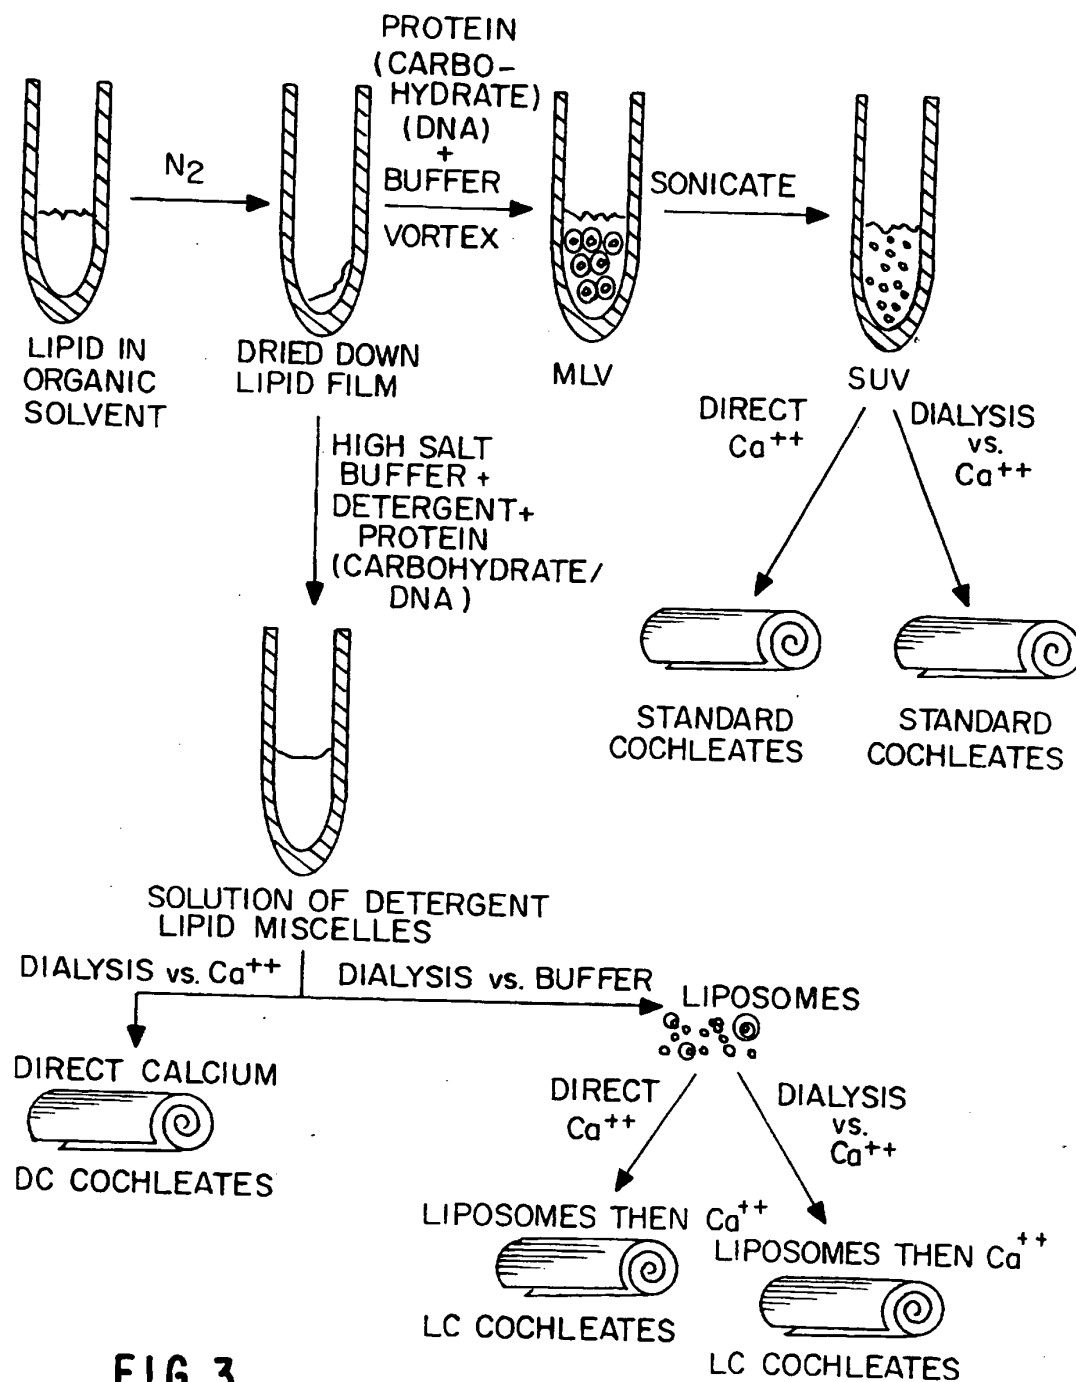 PROTEIN
(CARBO-
HYDRATE)
(DNA)
+
BUFFER
VORTEX
N2
SONICATE
LIPID IN
ORGANIC
SOLVENT
DRIED DOWN
LIPID FILM
MLV
SUV
DIRECT
Ca++
DIALYSIS
vs.
Ca++
HIGH SALT
BUFFER +
DETERGENT+
PROTEIN
(CARBOHYDRATE/
DNA)
STANDARD
COCHLEATES
STANDARD
COCHLEATES
SOLUTION OF DETERGENT
LIPID MISCELLES
DIALYSIS vs. Ca++
DIALYSIS vs. BUFFER
LIPOSOMES
DIRECT CALCIUM
DC COCHLEATES
DIRECT
Ca++
DIALYSIS
vs.
Ca++
LIPOSOMES THEN Ca++
LC COCHLEATES
LIPOSOMES THEN Ca++
LC COCHLEATES
FIG. 3